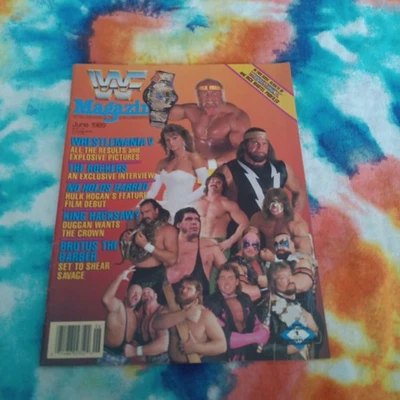 WF
Magazine
June 1989
WRESTLEMANIA V
ALL THE RESULTS and
EXPLOSIVE PICTURES
THE ROCKERS
AN EXCLUSIVE INTERVIEW
NO HOLDS BARRED
HULK HOGAN'S FEATURE
FILM DEBUT
KING HACKSAW?
DUGGAN WANTS
THE CROWN
BRUTUS THE
BARBER
SET TO SHEAR
SAVAGE